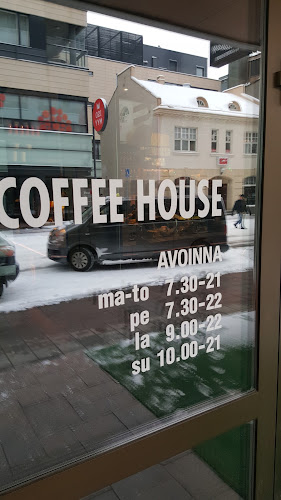 COFFEE HOUSE
AVOINNA
ma-to 7.30-21
pe 7.30-22
la 9.00-22
su 10.00-21